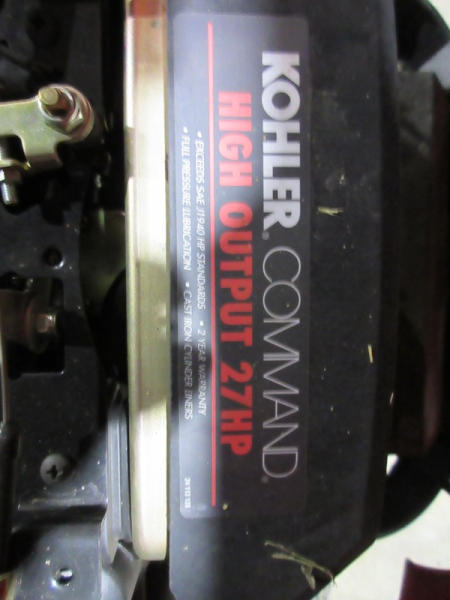 KOHLER® COMMAND®
HIGH OUTPUT 27HP
• EXCEEDS SAE J1940 HP STANDARDS • 2 YEAR WARRANTY
• FULL PRESSURE LUBRICATION • CAST IRON CYLINDER LINERS